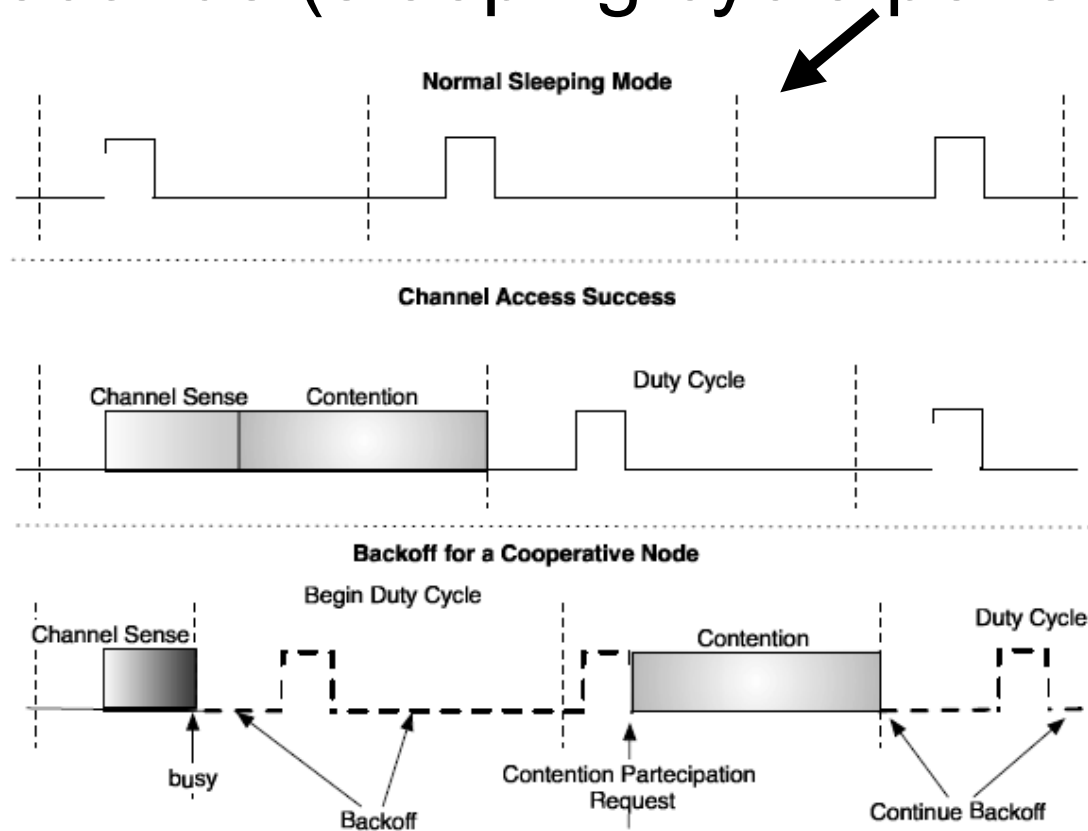 Normal Sleeping Mode
Channel Access Success
Channel Sense
Contention
Duty Cycle
Backoff for a Cooperative Node
Begin Duty Cycle
Channel Sense
Contention
Duty Cycle
busy
Backoff
Contention Partecipation
Request
Continue Backoff